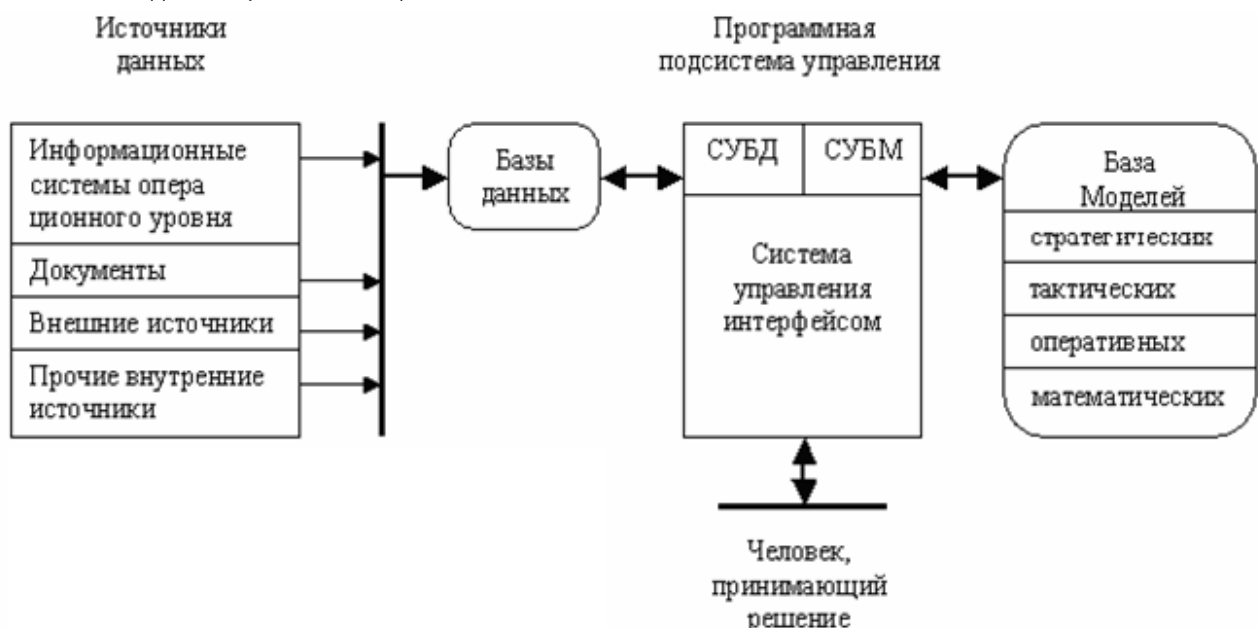 Источники
данных
Программная
подсистема управления
Информационные
системы опера
ционного уровня
Документы
Внешние источники
Прочие внутренние
источники
Базы
данных
СУБД
СУБМ
Система
управления
интерфейсом
База
Моделей
стратегических
тактических
оперативных
математических
Человек,
принимающий
решение